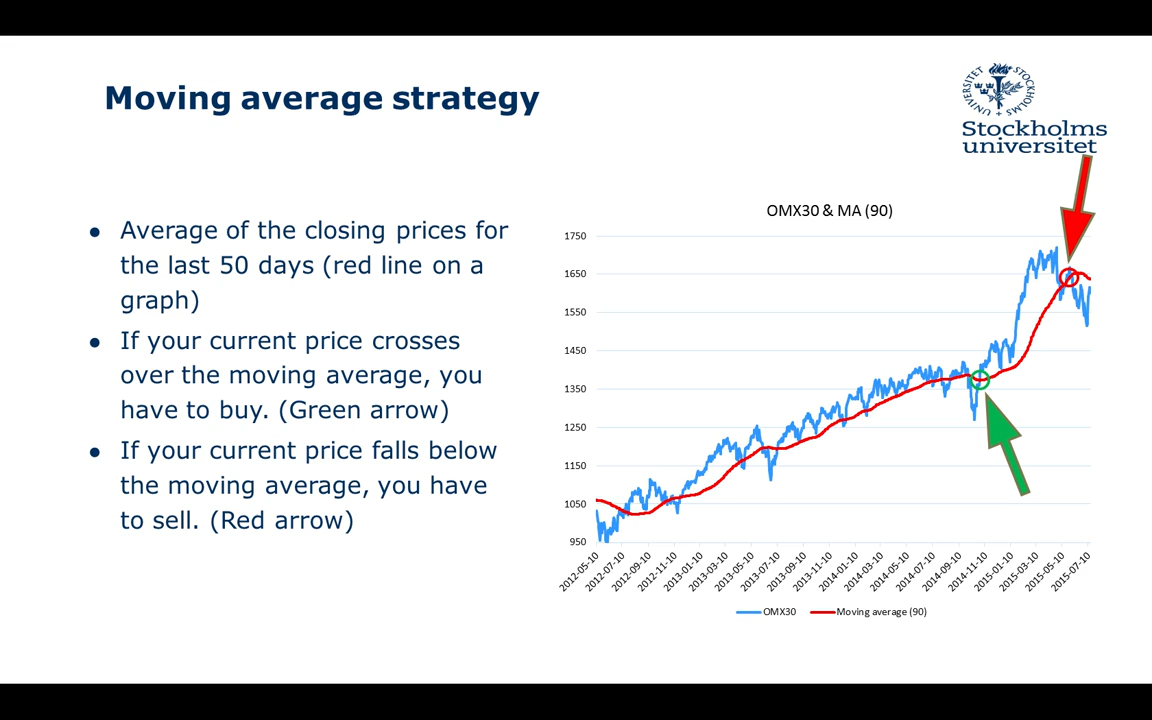 Moving average strategy
UNIVERSITET STOCKHOLMS
Stockholms
universitet
● Average of the closing prices for
the last 50 days (red line on a
graph)
● If your current price crosses
over the moving average, you
have to buy. (Green arrow)
● If your current price falls below
the moving average, you have
to sell. (Red arrow)
OMX30 & MA (90)
1750
1650
1550
1450
1350
1250
1150
1050
950
2012-05-10
2012-07-10
2012-09-10
2012-11-10
2013-01-10
2013-03-10
2013-05-10
2013-07-10
2013-09-10
2013-11-10
2014-01-10
2014-03-10
2014-05-10
2014-07-10
2014-09-10
2014-11-10
2015-01-10
2015-03-10
2015-05-10
2015-07-10
OMX30
Moving average (90)